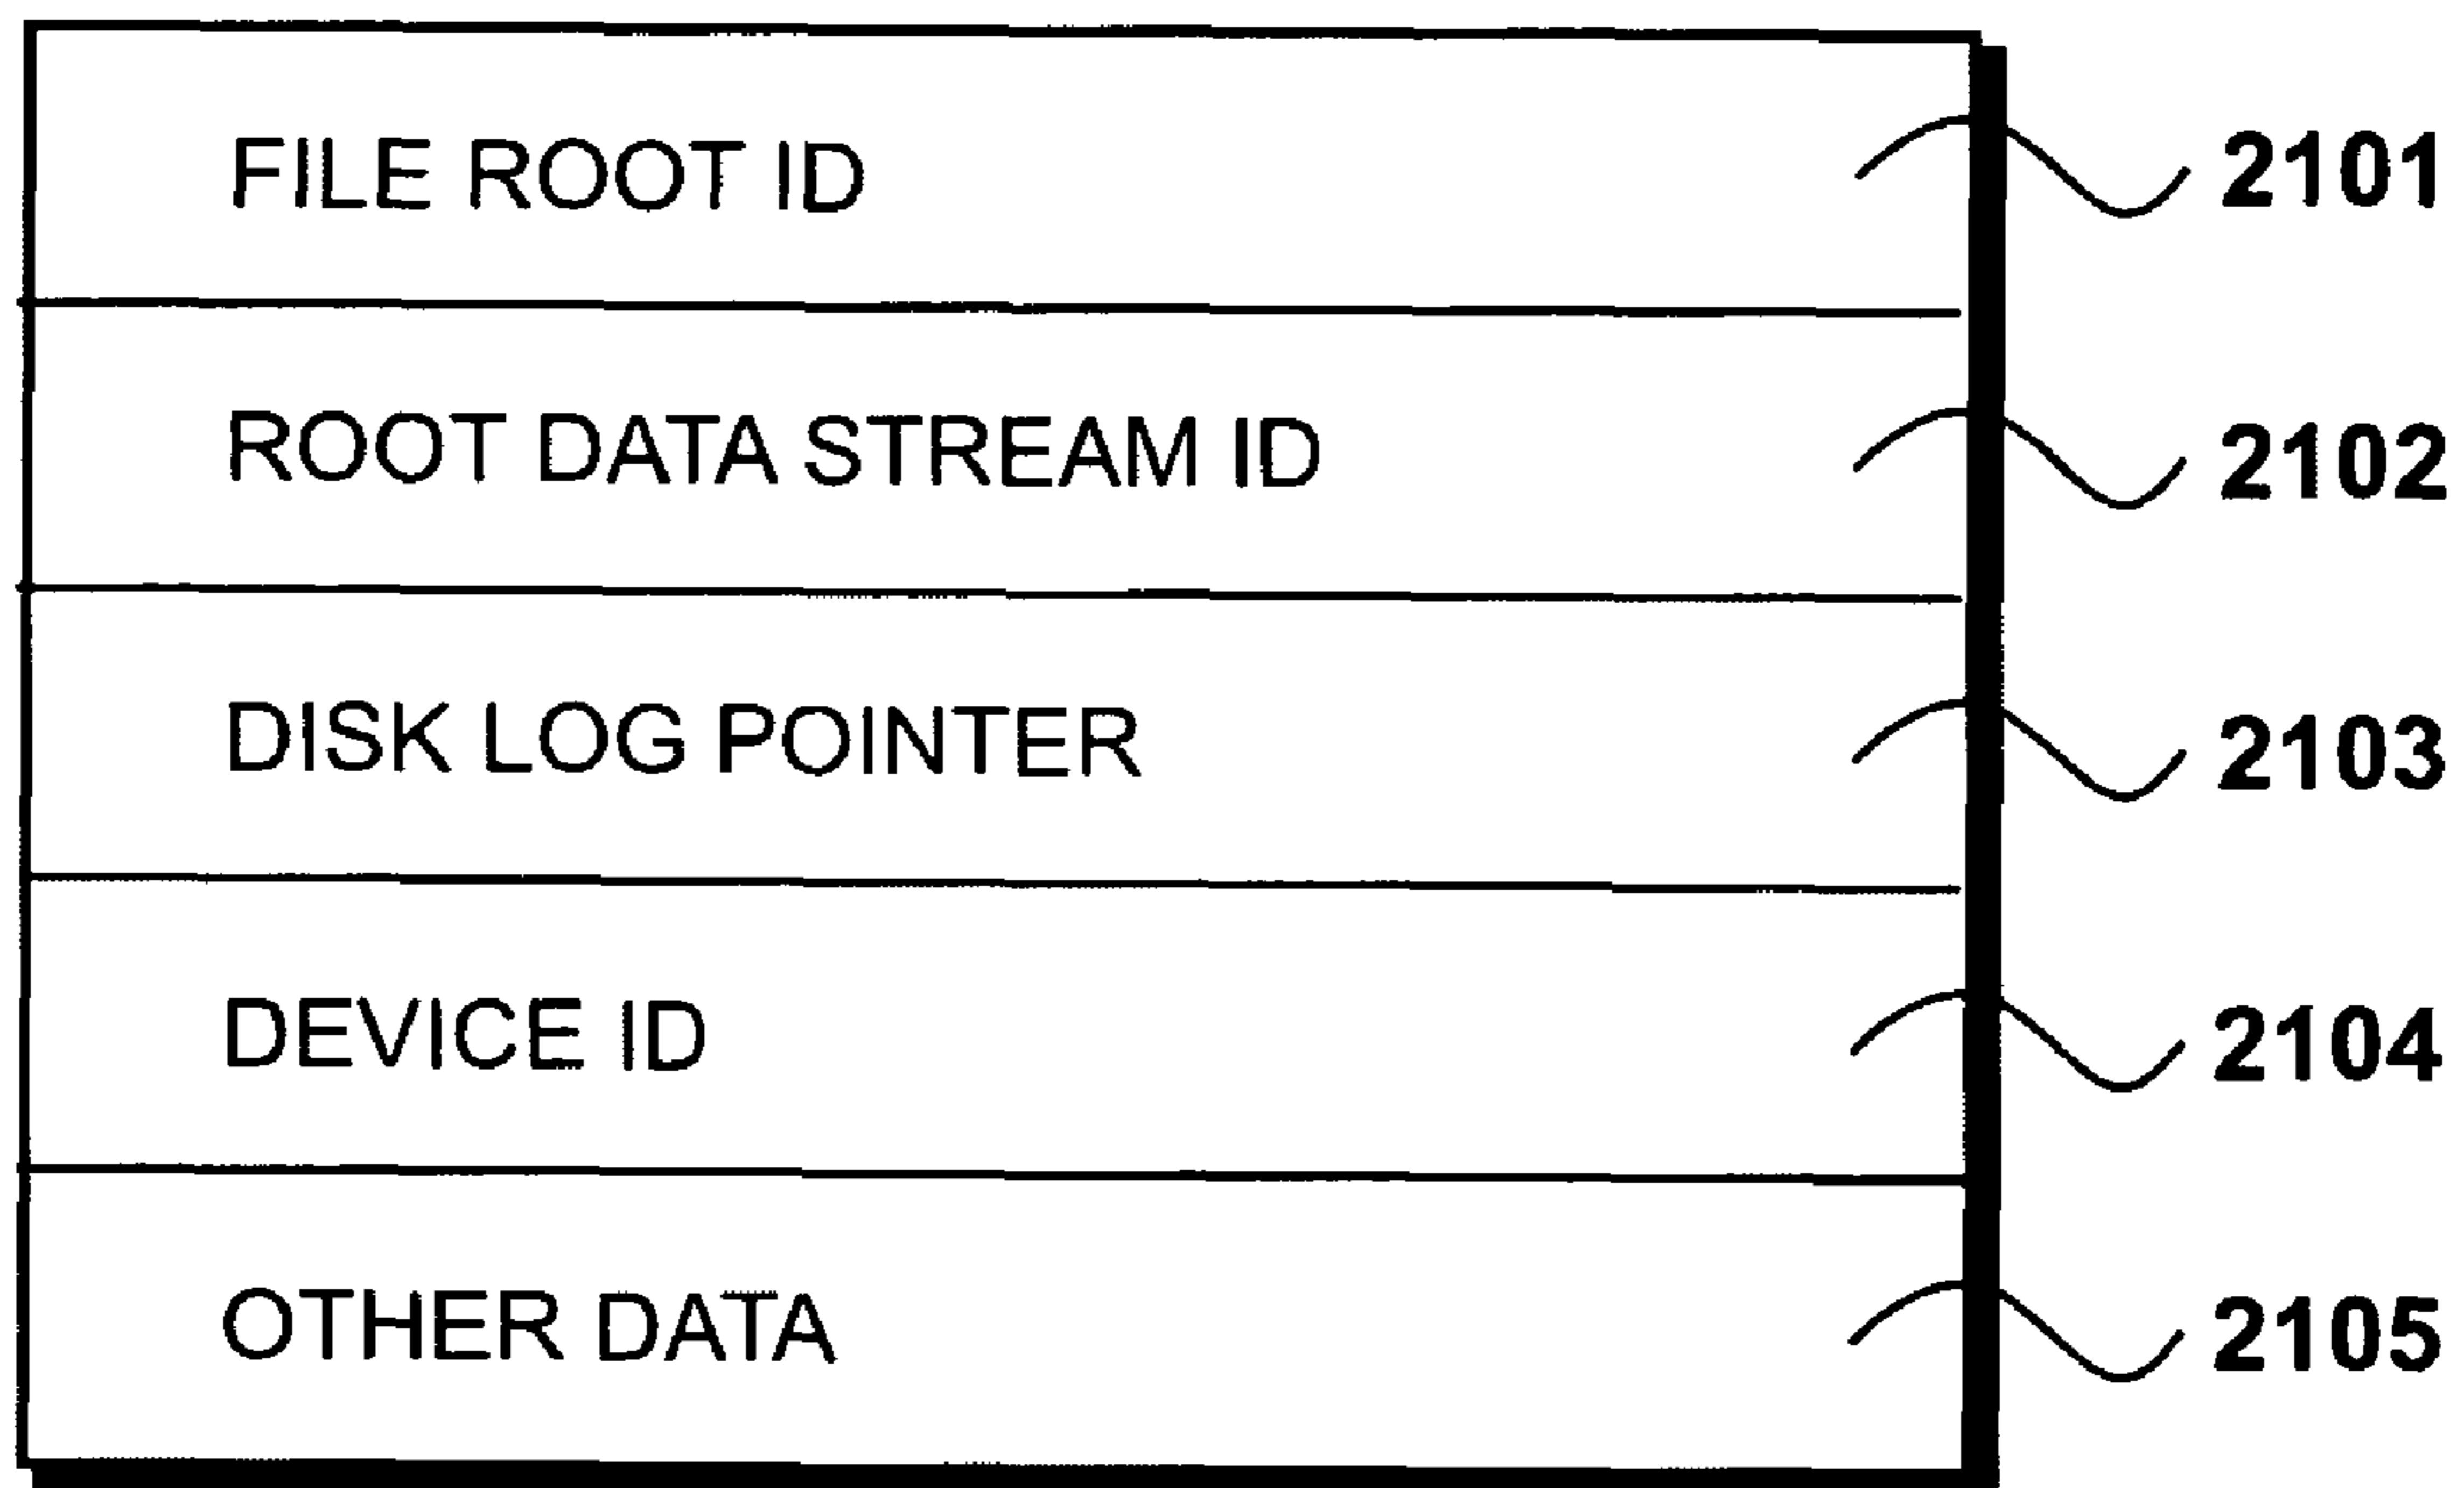 FILE ROOT ID 2101
ROOT DATA STREAM ID 2102
DISK LOG POINTER 2103
DEVICE ID 2104
OTHER DATA 2105